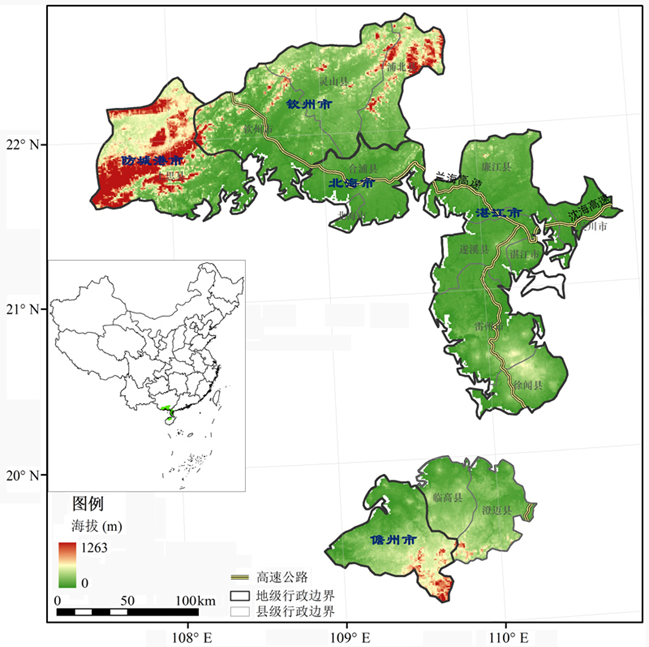 22° N
21° N
20° N
浦北县
灵山县
钦州市
钦州市
防城港市
合浦县
北海市
兰海高速
廉江县
湛江市
沈海高速
川市
遂溪县
湛江市
雷州市
徐闻县
临高县
澄迈县
儋州市
图例
海拔 (m)
1263
0
高速公路
地级行政边界
县级行政边界
0 50 100 km
108° E 109° E 110° E